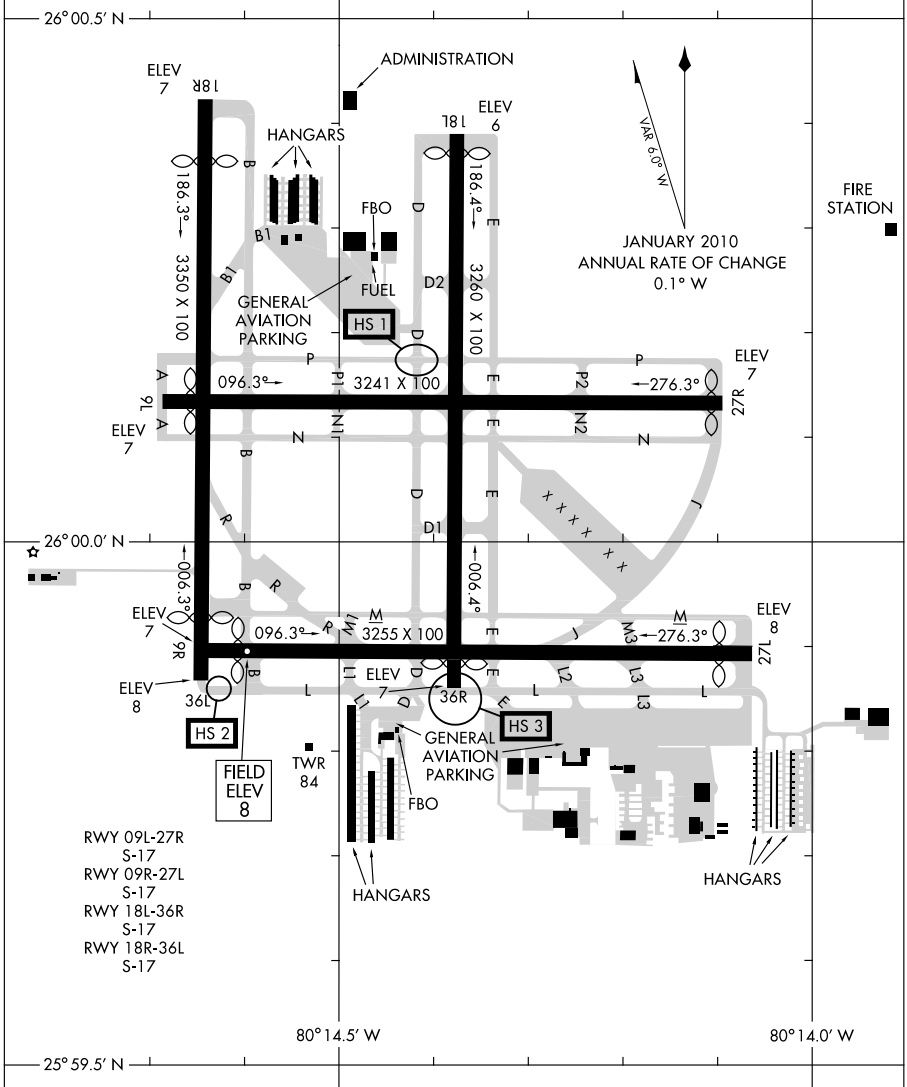 26°00.5' N
ELEV
7
18R
ADMINISTRATION
18L
ELEV
6
HANGARS
VAR 6.0° W
FIRE
STATION
B
186.3°
186.4°
D
E
FBO
JANUARY 2010
ANNUAL RATE OF CHANGE
0.1° W
B1
B1
FUEL
D2
3350 X 100
3260 X 100
GENERAL
AVIATION
PARKING
HS 1
D
P
P
ELEV
7
A
096.3°
P1
3241 X 100
E
P2
276.3°
9L
27R
A
N1
E
N2
ELEV
7
N
N
B
D
E
X X X X X
J
R
D1
26°00.0' N
006.3°
006.4°
B
R
ELEV
7
M
M
ELEV
8
096.3°
R
M1
3255 X 100
E
J
M3
276.3°
9R
27L
B
L1
D
E
L2
L3
ELEV
8
36L
L
ELEV
7
36R
E
L
L3
L
HS 2
L1
D
HS 3
GENERAL
AVIATION
PARKING
TWR
84
FIELD
ELEV
8
FBO
RWY 09L-27R
S-17
RWY 09R-27L
S-17
RWY 18L-36R
S-17
RWY 18R-36L
S-17
HANGARS
HANGARS
80°14.5' W
80°14.0' W
25°59.5' N